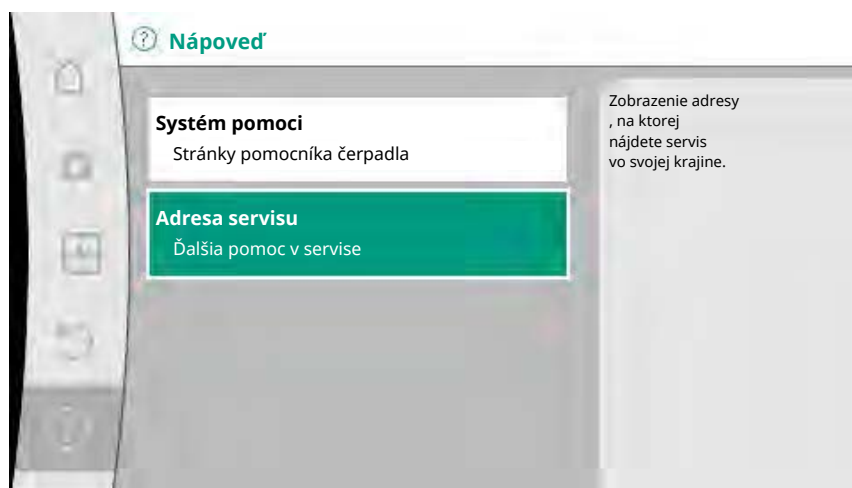 Nápoveď
Systém pomoci
Stránky pomocníka čerpadla
Adresa servisu
Ďalšia pomoc v servise
Zobrazenie adresy
, na ktorej
nájdete servis
vo svojej krajine.